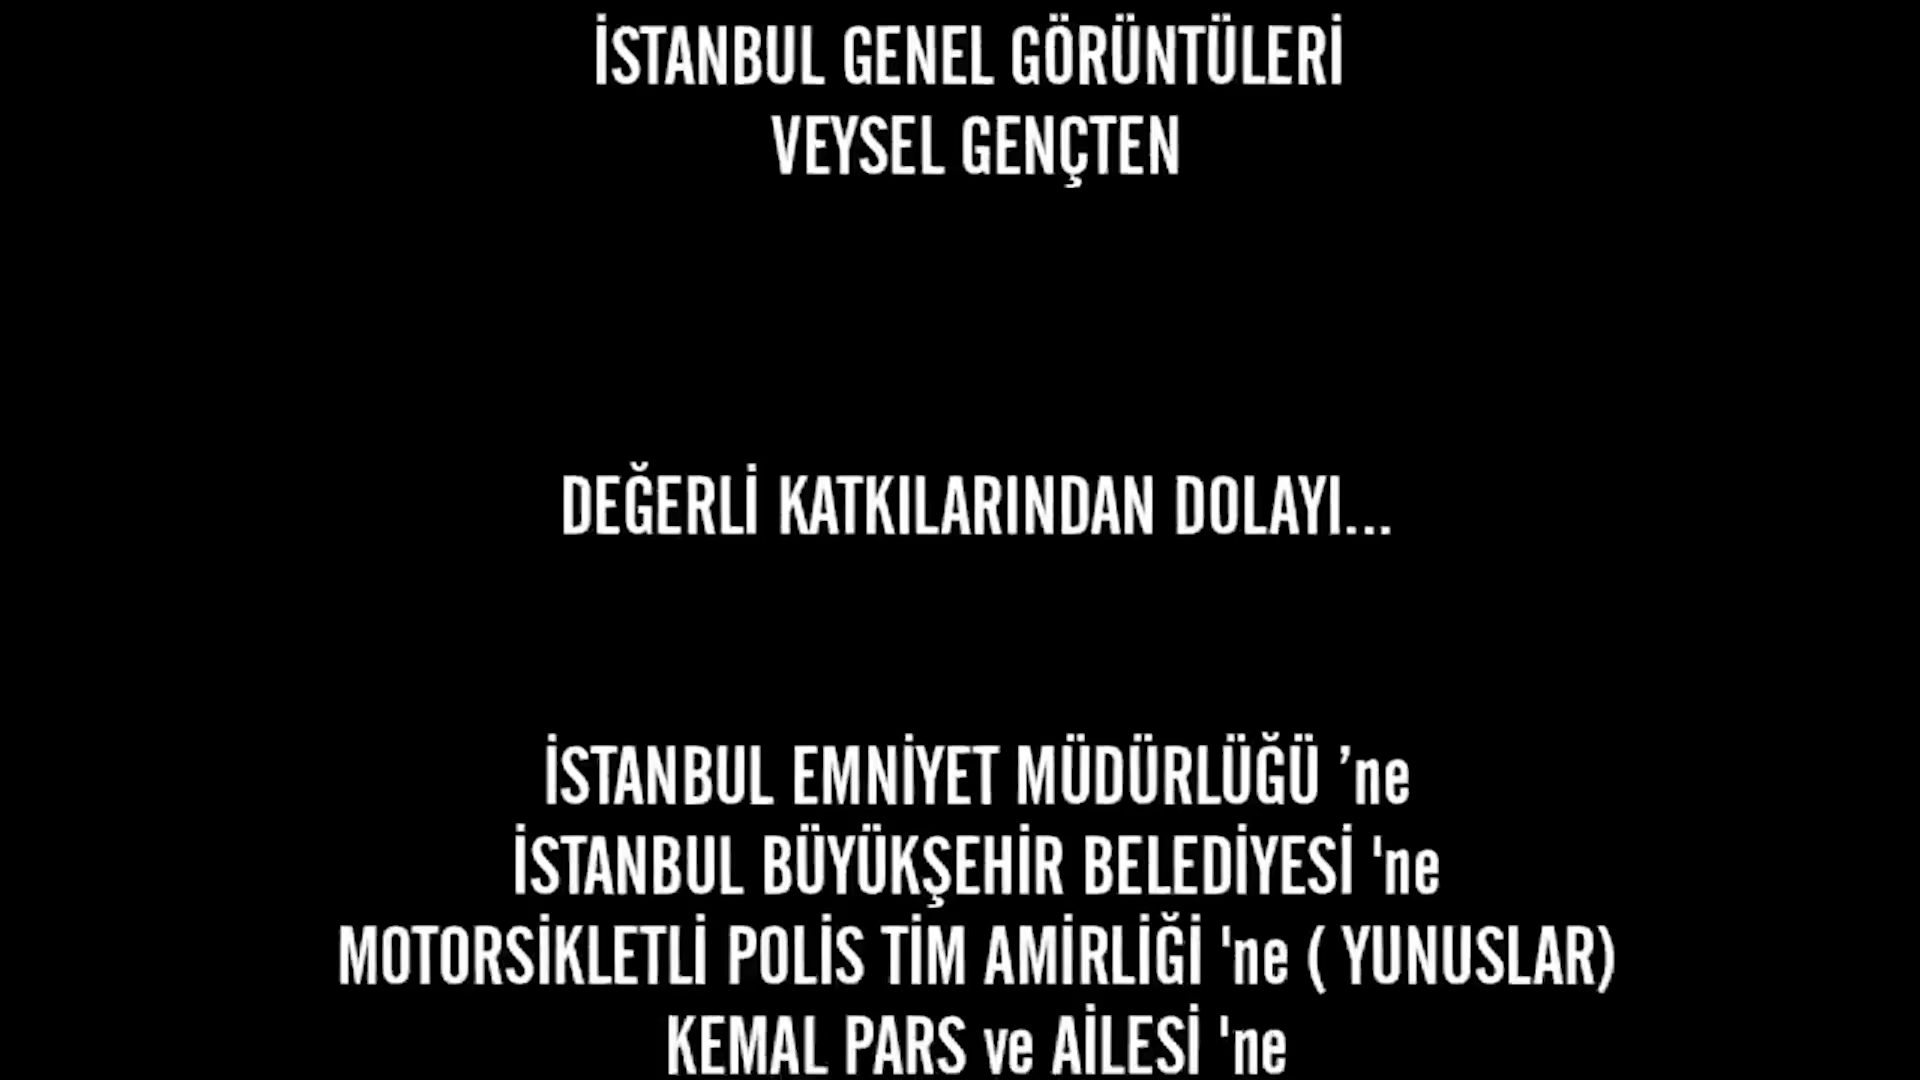 İSTANBUL GENEL GÖRÜNTÜLERİ
VEYSEL GENÇTEN
DEĞERLİ KATKILARINDAN DOLAYI...
İSTANBUL EMNİYET MÜDÜRLÜĞÜ ’ne
İSTANBUL BÜYÜKŞEHİR BELEDİYESİ 'ne
MOTORSİKLETLİ POLİS TİM AMİRLİĞİ 'ne ( YUNUSLAR)
KEMAL PARS ve AİLESİ 'ne